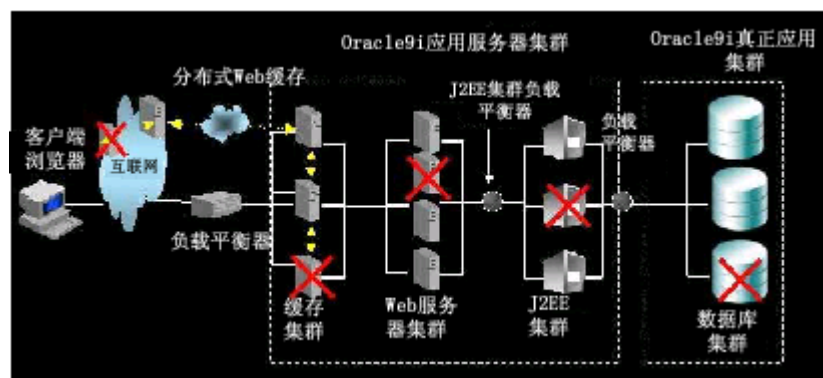 Oracle9i应用服务器集群
Oracle9i真正应用
集群
分布式Web缓存
J2EE集群负载
平衡器
客户端
浏览器
互联网
负载
平衡器
负载平衡器
缓存
集群
Web服务
器集群
J2EE
集群
数据库
集群